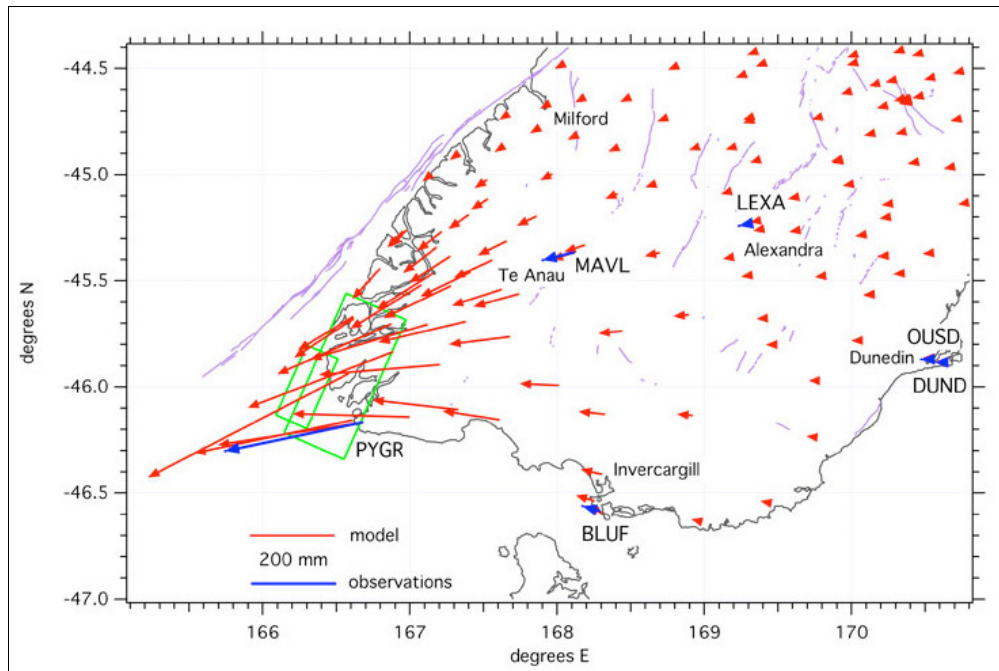 -44.5
Milford
-45.0
LEXA
Alexandra
MAVL
Te Anau
-45.5
degrees N
OUSD
Dunedin
-46.0
DUND
PYGR
Invercargill
-46.5
BLUF
model
200 mm
observations
-47.0
166 167 168 169 170
degrees E